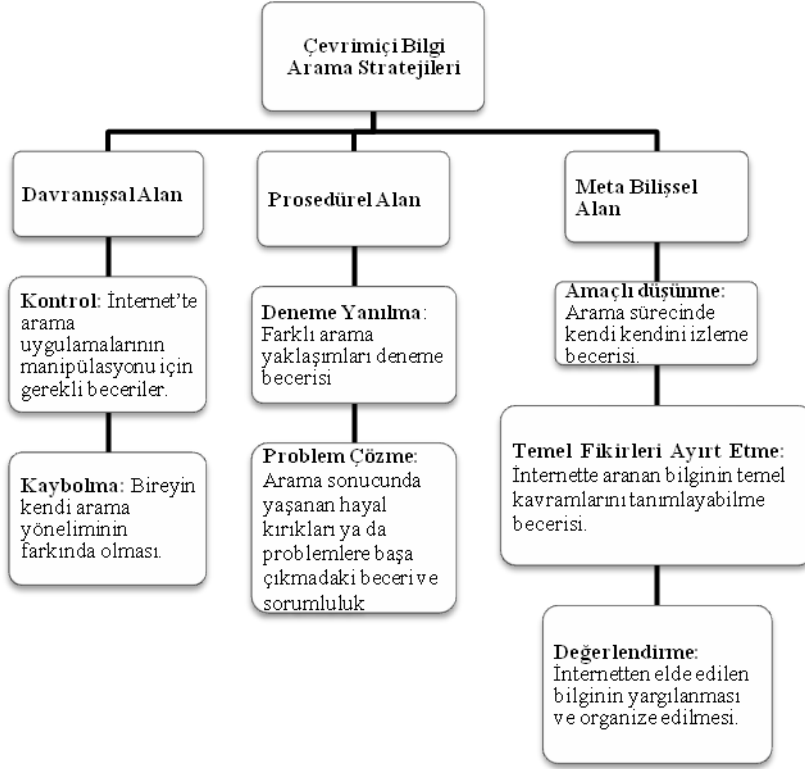 Çevrimiçi Bilgi
Arama Stratejileri
Davranışsal Alan
Kontrol: İnternet’te
arama
uygulamalarının
manipülasyonu için
gerekli beceriler.
Kaybolma: Bireyin
kendi arama
yöneliminin
farkında olması.
Prosedürel Alan
Deneme Yanılma:
Farklı arama
yaklaşımları deneme
becerisi
Problem Çözme:
Arama sonucunda
yaşanan hayal
kırıkları ya da
problemlere başa
çıkmadaki beceri ve
sorumluluk
Meta Bilişsel
Alan
Amaçlı düşünme:
Arama sürecinde
kendi kendini izleme
becerisi.
Temel Fikirleri Ayırt Etme:
İnternette aranan bilginin temel
kavramlarını tanımlayabilme
becerisi.
Değerlendirme:
İnternetten elde edilen
bilginin yargılanması
ve organize edilmesi.